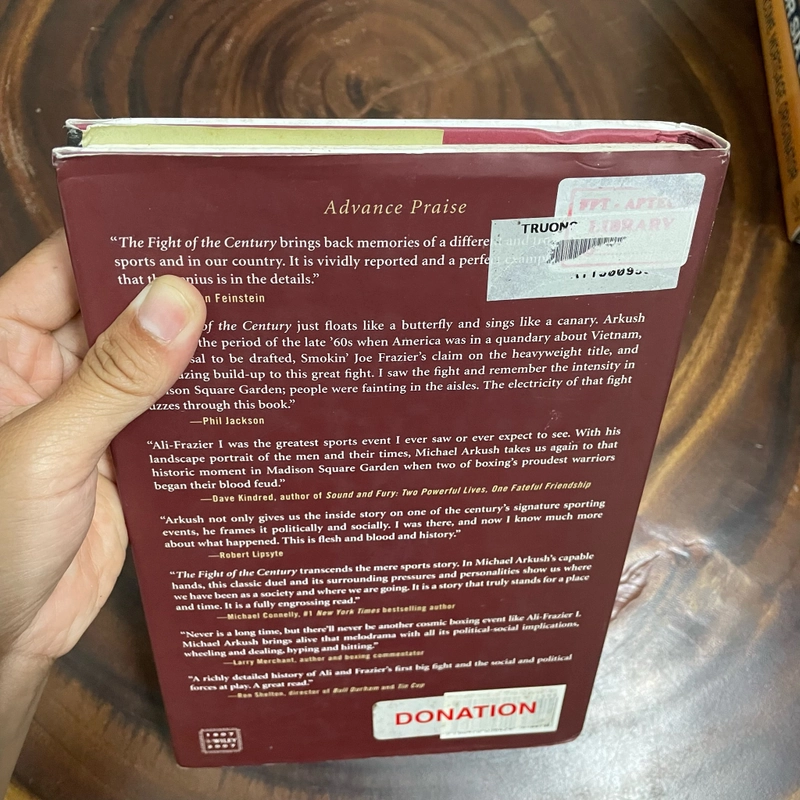 Advance Praise
"The Fight of the Century brings back memories of a different and
sports and in our country. It is vividly reported and a perfect example
that the genius is in the details."
n Feinstein
of the Century just floats like a butterfly and sings like a canary. Arkush
the period of the late '60s when America was in a quandary about Vietnam,
sal to be drafted, Smokin' Joe Frazier's claim on the heavyweight title, and
azing build-up to this great fight. I saw the fight and remember the intensity in
ison Square Garden; people were fainting in the aisles. The electricity of that fight
uzzes through this book."
—Phil Jackson
"Ali-Frazier I was the greatest sports event I ever saw or ever expect to see. With his
landscape portrait of the men and their times, Michael Arkush takes us again to that
historic moment in Madison Square Garden when two of boxing's proudest warriors
began their blood feud."
—Dave Kindred, author of Sound and Fury: Two Powerful Lives, One Fateful Friendship
"Arkush not only gives us the inside story on one of the century's signature sporting
events, he frames it politically and socially. I was there, and now I know much more
about what happened. This is flesh and blood and history."
—Robert Lipsyte
"The Fight of the Century transcends the mere sports story. In Michael Arkush's capable
hands, this classic duel and its surrounding pressures and personalities show us where
we have been as a society and where we are going. It is a story that truly stands for a place
and time. It is a fully engrossing read."
—Michael Connelly, #1 New York Times bestselling author
"Never is a long time, but there'll never be another cosmic boxing event like Ali-Frazier I.
Michael Arkush brings alive that melodrama with all its political-social implications,
wheeling and dealing, hyping and hitting."
—Larry Merchant, author and boxing commentator
"A richly detailed history of Ali and Frazier's first big fight and the social and political
forces at play. A great read."
—Ron Shelton, director of Bull Durham and Tin Cup
TRUONG
LIBRARY
DONATION
1807
WILEY
2007